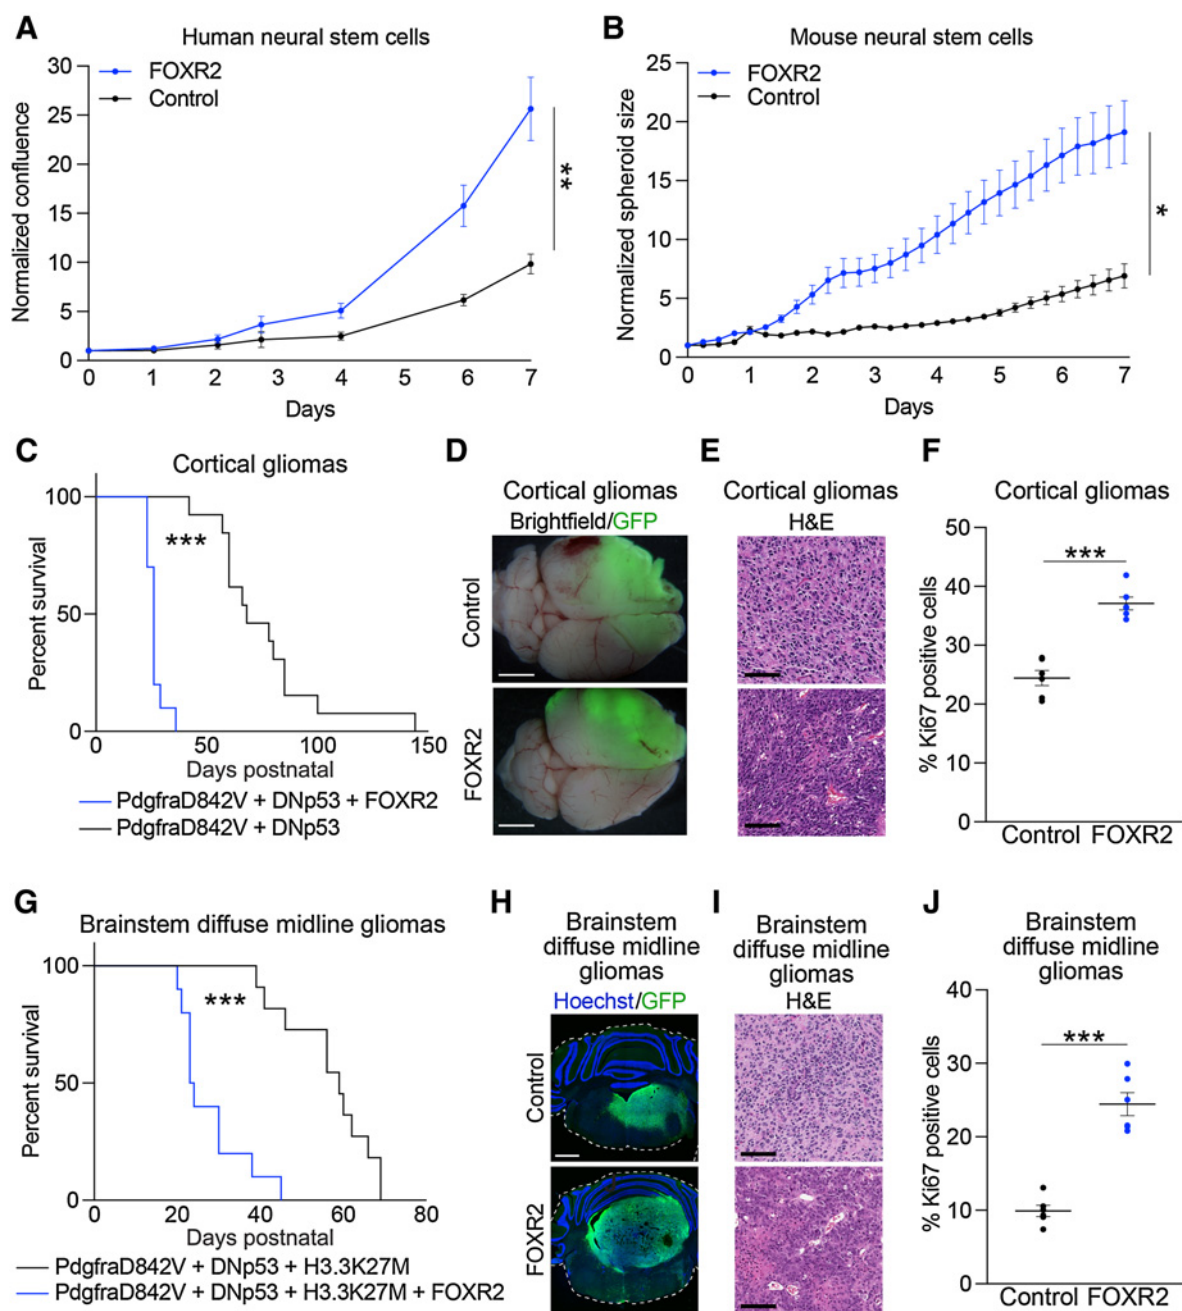 A
Human neural stem cells
FOXR2
Control
Normalized confluence
30
25
20
15
10
5
0
0 1 2 3 4 5 6 7
Days
**
B
Mouse neural stem cells
FOXR2
Control
Normalized spheroid size
25
20
15
10
5
0
0 1 2 3 4 5 6 7
Days
*
C
Cortical gliomas
Percent survival
100
50
0
***
0 50 100 150
Days postnatal
PdgfraD842V + DNp53 + FOXR2
PdgfraD842V + DNp53
D
Cortical gliomas
Brightfield/GFP
Control
FOXR2
E
Cortical gliomas
H&E
F
Cortical gliomas
% Ki67 positive cells
50
40
30
20
10
0
***
Control FOXR2
G
Brainstem diffuse midline gliomas
Percent survival
100
50
0
***
0 20 40 60 80
Days postnatal
PdgfraD842V + DNp53 + H3.3K27M
PdgfraD842V + DNp53 + H3.3K27M + FOXR2
H
Brainstem
diffuse midline
gliomas
Hoechst/GFP
Control
FOXR2
I
Brainstem
diffuse midline
gliomas
H&E
J
Brainstem
diffuse midline
gliomas
% Ki67 positive cells
40
30
20
10
0
***
Control FOXR2